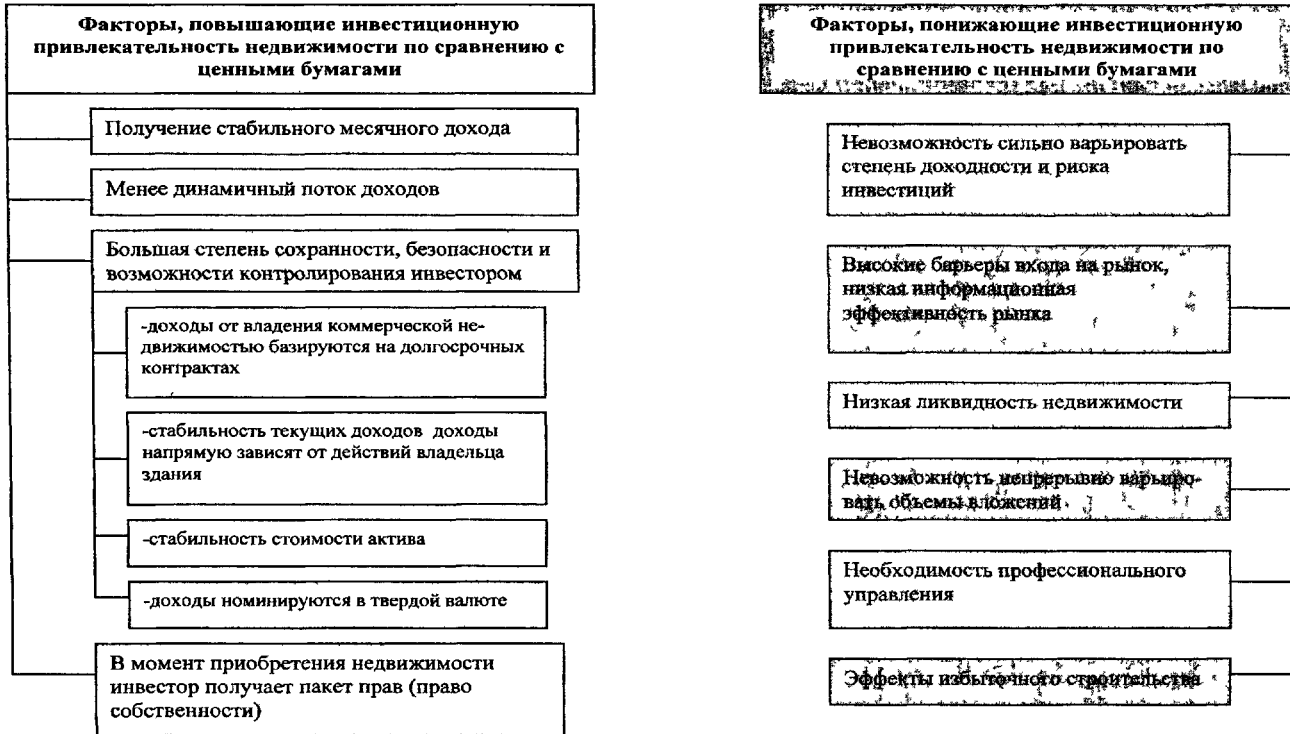 Факторы, повышающие инвестиционную
привлекательность недвижимости по сравнению с
ценными бумагами
Получение стабильного месячного дохода
Менее динамичный поток доходов
Большая степень сохранности, безопасности и
возможности контролирования инвестором
-доходы от владения коммерческой не-
движимостью базируются на долгосрочных
контрактах
-стабильность текущих доходов доходы
напрямую зависят от действий владельца
здания
-стабильность стоимости актива
-доходы номинируются в твердой валюте
В момент приобретения недвижимости
инвестор получает пакет прав (право
собственности)
Факторы, понижающие инвестиционную
привлекательность недвижимости по
сравнению с ценными бумагами
Невозможность сильно варьировать
степень доходности и риска
инвестиций
Высокие барьеры входа на рынок,
низкая информационная
эффективность рынка
Низкая ликвидность недвижимости
Невозможность непрерывно варьиро-
вать объемы вложений
Необходимость профессионального
управления
Эффекты избыточного строительства